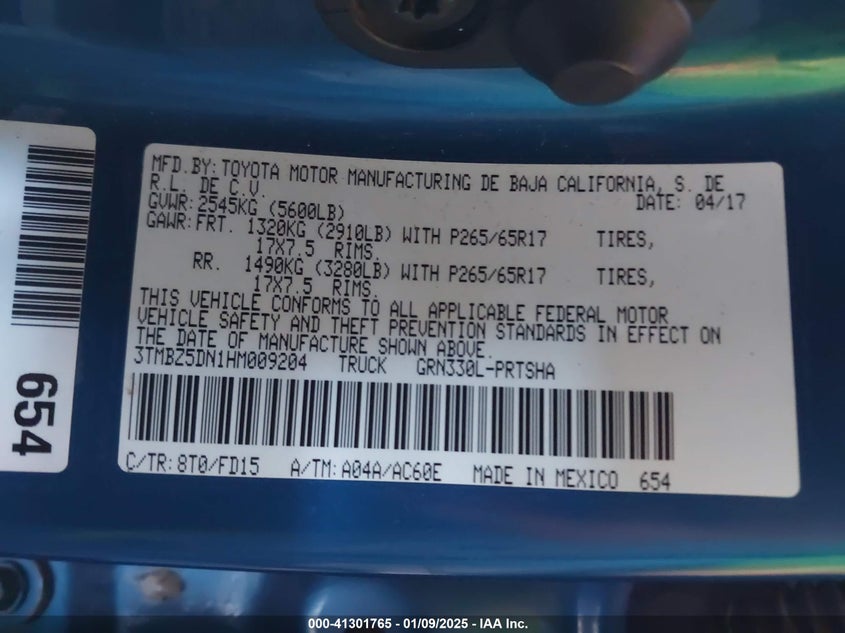 MFD.BY: TOYOTA MOTOR MANUFACTURING DE BAJA CALIFORNIA, S. DE
R.L. DE C.V. DATE: 04/17
GVWR: 2545KG (5600LB)
GAWR: FRT. 1320KG (2910LB) WITH P265/65R17 TIRES,
17X7.5 RIMS.
RR. 1490KG (3280LB) WITH P265/65R17 TIRES,
17X7.5 RIMS.
THIS VEHICLE CONFORMS TO ALL APPLICABLE FEDERAL MOTOR
VEHICLE SAFETY AND THEFT PREVENTION STANDARDS IN EFFECT ON
THE DATE OF MANUFACTURE SHOWN ABOVE.
3TMBZ5DN1HM009204 TRUCK GRN330L-PRTSHA
C/TR: 8T0/FD15 A/TM: A04A/AC60E MADE IN MEXICO 654
654
000-41301765 | 01/09/2025 - IAA Inc.